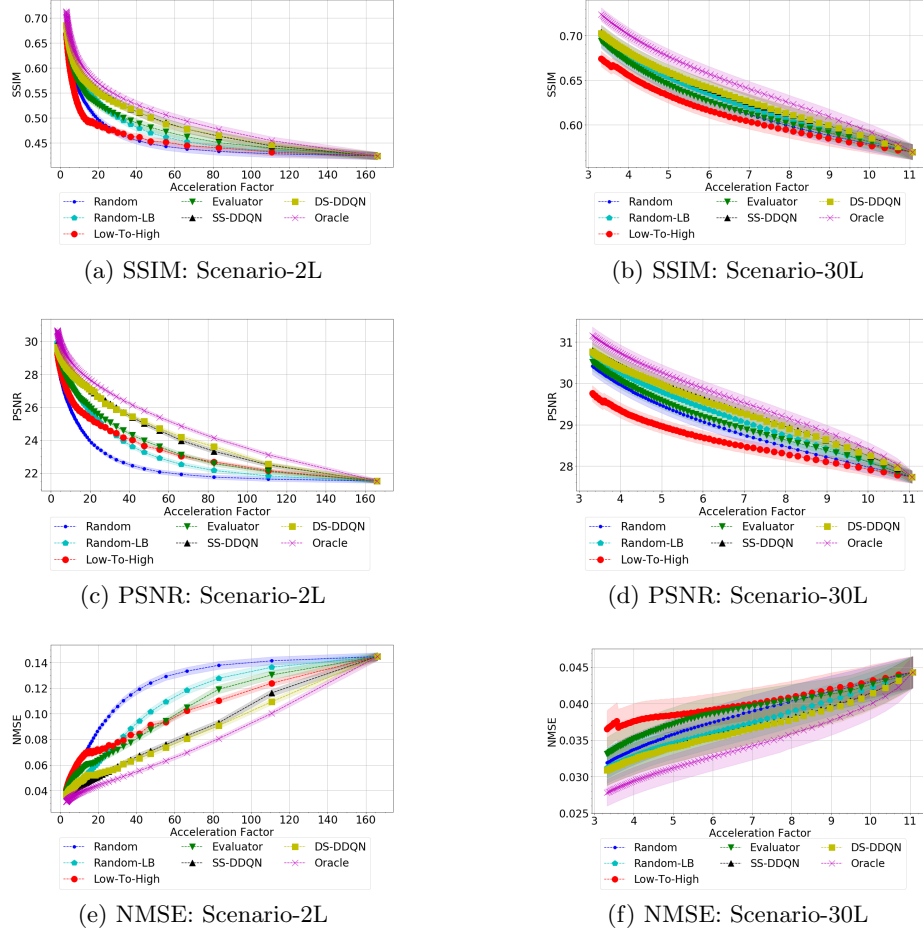 0.70
0.65
0.60
0.55
0.50
0.45
SSIM
0 20 40 60 80 100 120 140 160
Acceleration Factor
Random
Random-LB
Low-To-High
Evaluator
SS-DDQN
DS-DDQN
Oracle
(a) SSIM: Scenario-2L
0.70
0.65
0.60
SSIM
3 4 5 6 7 8 9 10 11
Acceleration Factor
Random
Random-LB
Low-To-High
Evaluator
SS-DDQN
DS-DDQN
Oracle
(b) SSIM: Scenario-30L
30
28
26
24
22
PSNR
0 20 40 60 80 100 120 140 160
Acceleration Factor
Random
Random-LB
Low-To-High
Evaluator
SS-DDQN
DS-DDQN
Oracle
(c) PSNR: Scenario-2L
31
30
29
28
PSNR
3 4 5 6 7 8 9 10 11
Acceleration Factor
Random
Random-LB
Low-To-High
Evaluator
SS-DDQN
DS-DDQN
Oracle
(d) PSNR: Scenario-30L
0.14
0.12
0.10
0.08
0.06
0.04
NMSE
0 20 40 60 80 100 120 140 160
Acceleration Factor
Random
Random-LB
Low-To-High
Evaluator
SS-DDQN
DS-DDQN
Oracle
(e) NMSE: Scenario-2L
0.045
0.040
0.035
0.030
0.025
NMSE
3 4 5 6 7 8 9 10 11
Acceleration Factor
Random
Random-LB
Low-To-High
Evaluator
SS-DDQN
DS-DDQN
Oracle
(f) NMSE: Scenario-30L